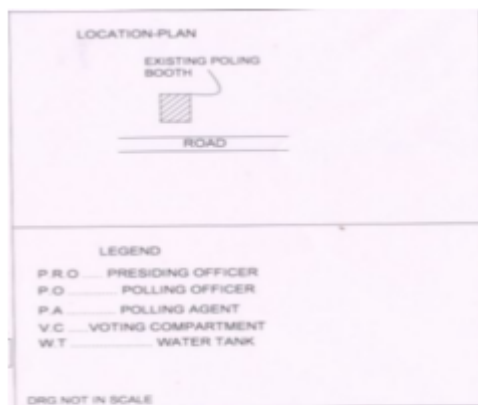 LOCATION-PLAN
EXISTING POLING
BOOTH
ROAD
LEGEND
P.R.O ..... PRESIDING OFFICER
P.O .............. POLLING OFFICER
P.A .............. POLLING AGENT
V.C .....VOTING COMPARTMENT
W.T ..................... WATER TANK
DRG.NOT IN SCALE